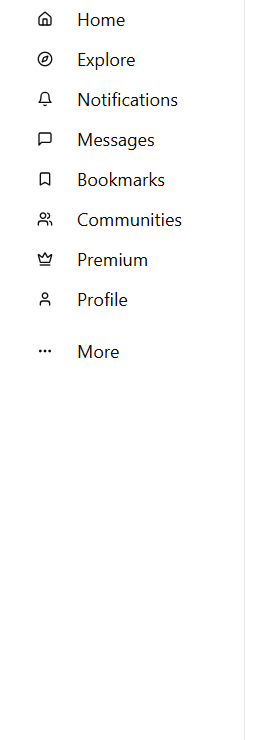 Home
Explore
Notifications
Messages
Bookmarks
Communities
Premium
Profile
More